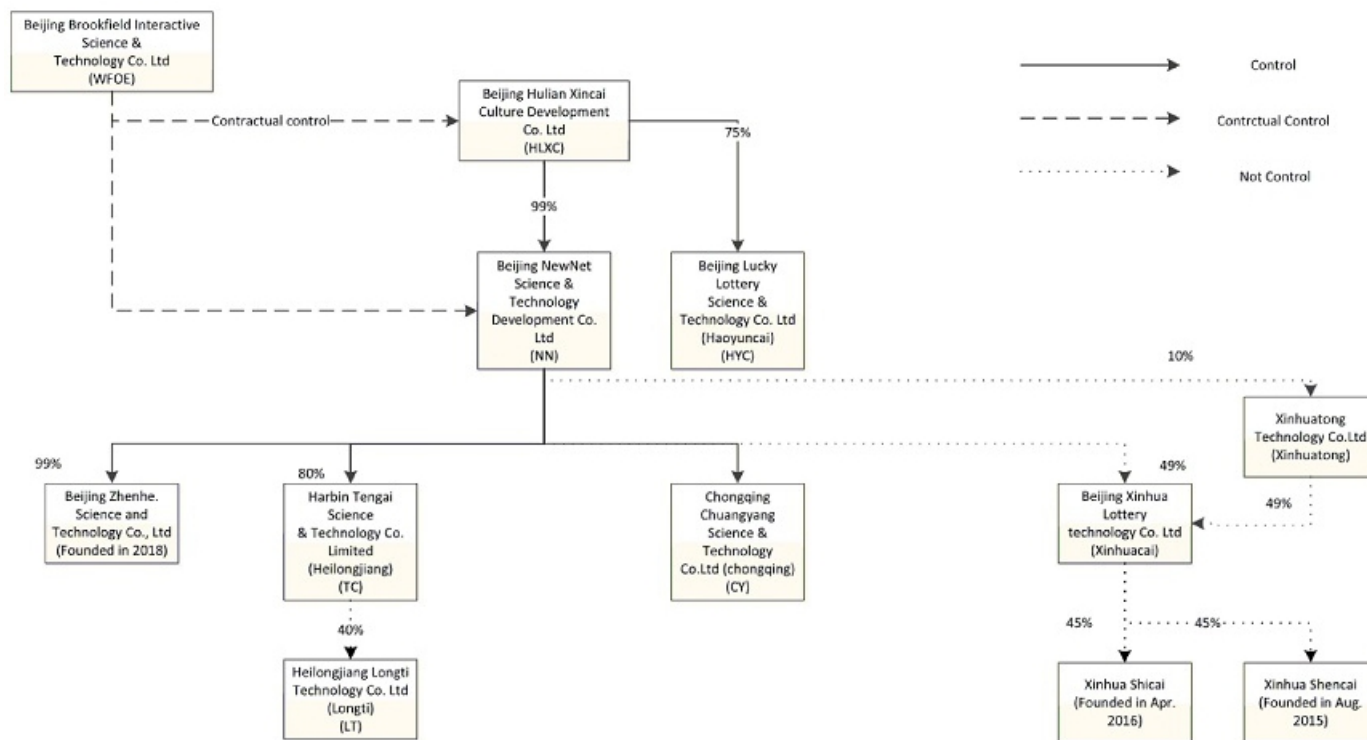 Beijing Brookfield Interactive
Science &
Technology Co. Ltd
(WFOE)
Control
Contrctual Control
Not Control
Contractual control
Beijing Hulian Xincai
Culture Development
Co. Ltd
(HLXC)
75%
99%
Beijing NewNet
Science &
Technology
Development Co.
Ltd
(NN)
Beijing Lucky
Lottery
Science &
Technology Co. Ltd
(Haoyuncai)
(HYC)
10%
Xinhuatong
Technology Co.Ltd
(Xinhuatong)
99%
80%
49%
49%
Beijing Zhenhe.
Science and
Technology Co., Ltd
(Founded in 2018)
Harbin Tengai
Science
& Technology Co.
Limited
(Heilongjiang)
(TC)
Chongqing
Chuangyang
Science &
Technology
Co.Ltd (chongqing)
(CY)
Beijing Xinhua
Lottery
technology Co. Ltd
(Xinhuacai)
40%
45%
45%
Heilongjiang Longti
Technology Co. Ltd
(Longti)
(LT)
Xinhua Shicai
(Founded in Apr.
2016)
Xinhua Shencai
(Founded in Aug.
2015)